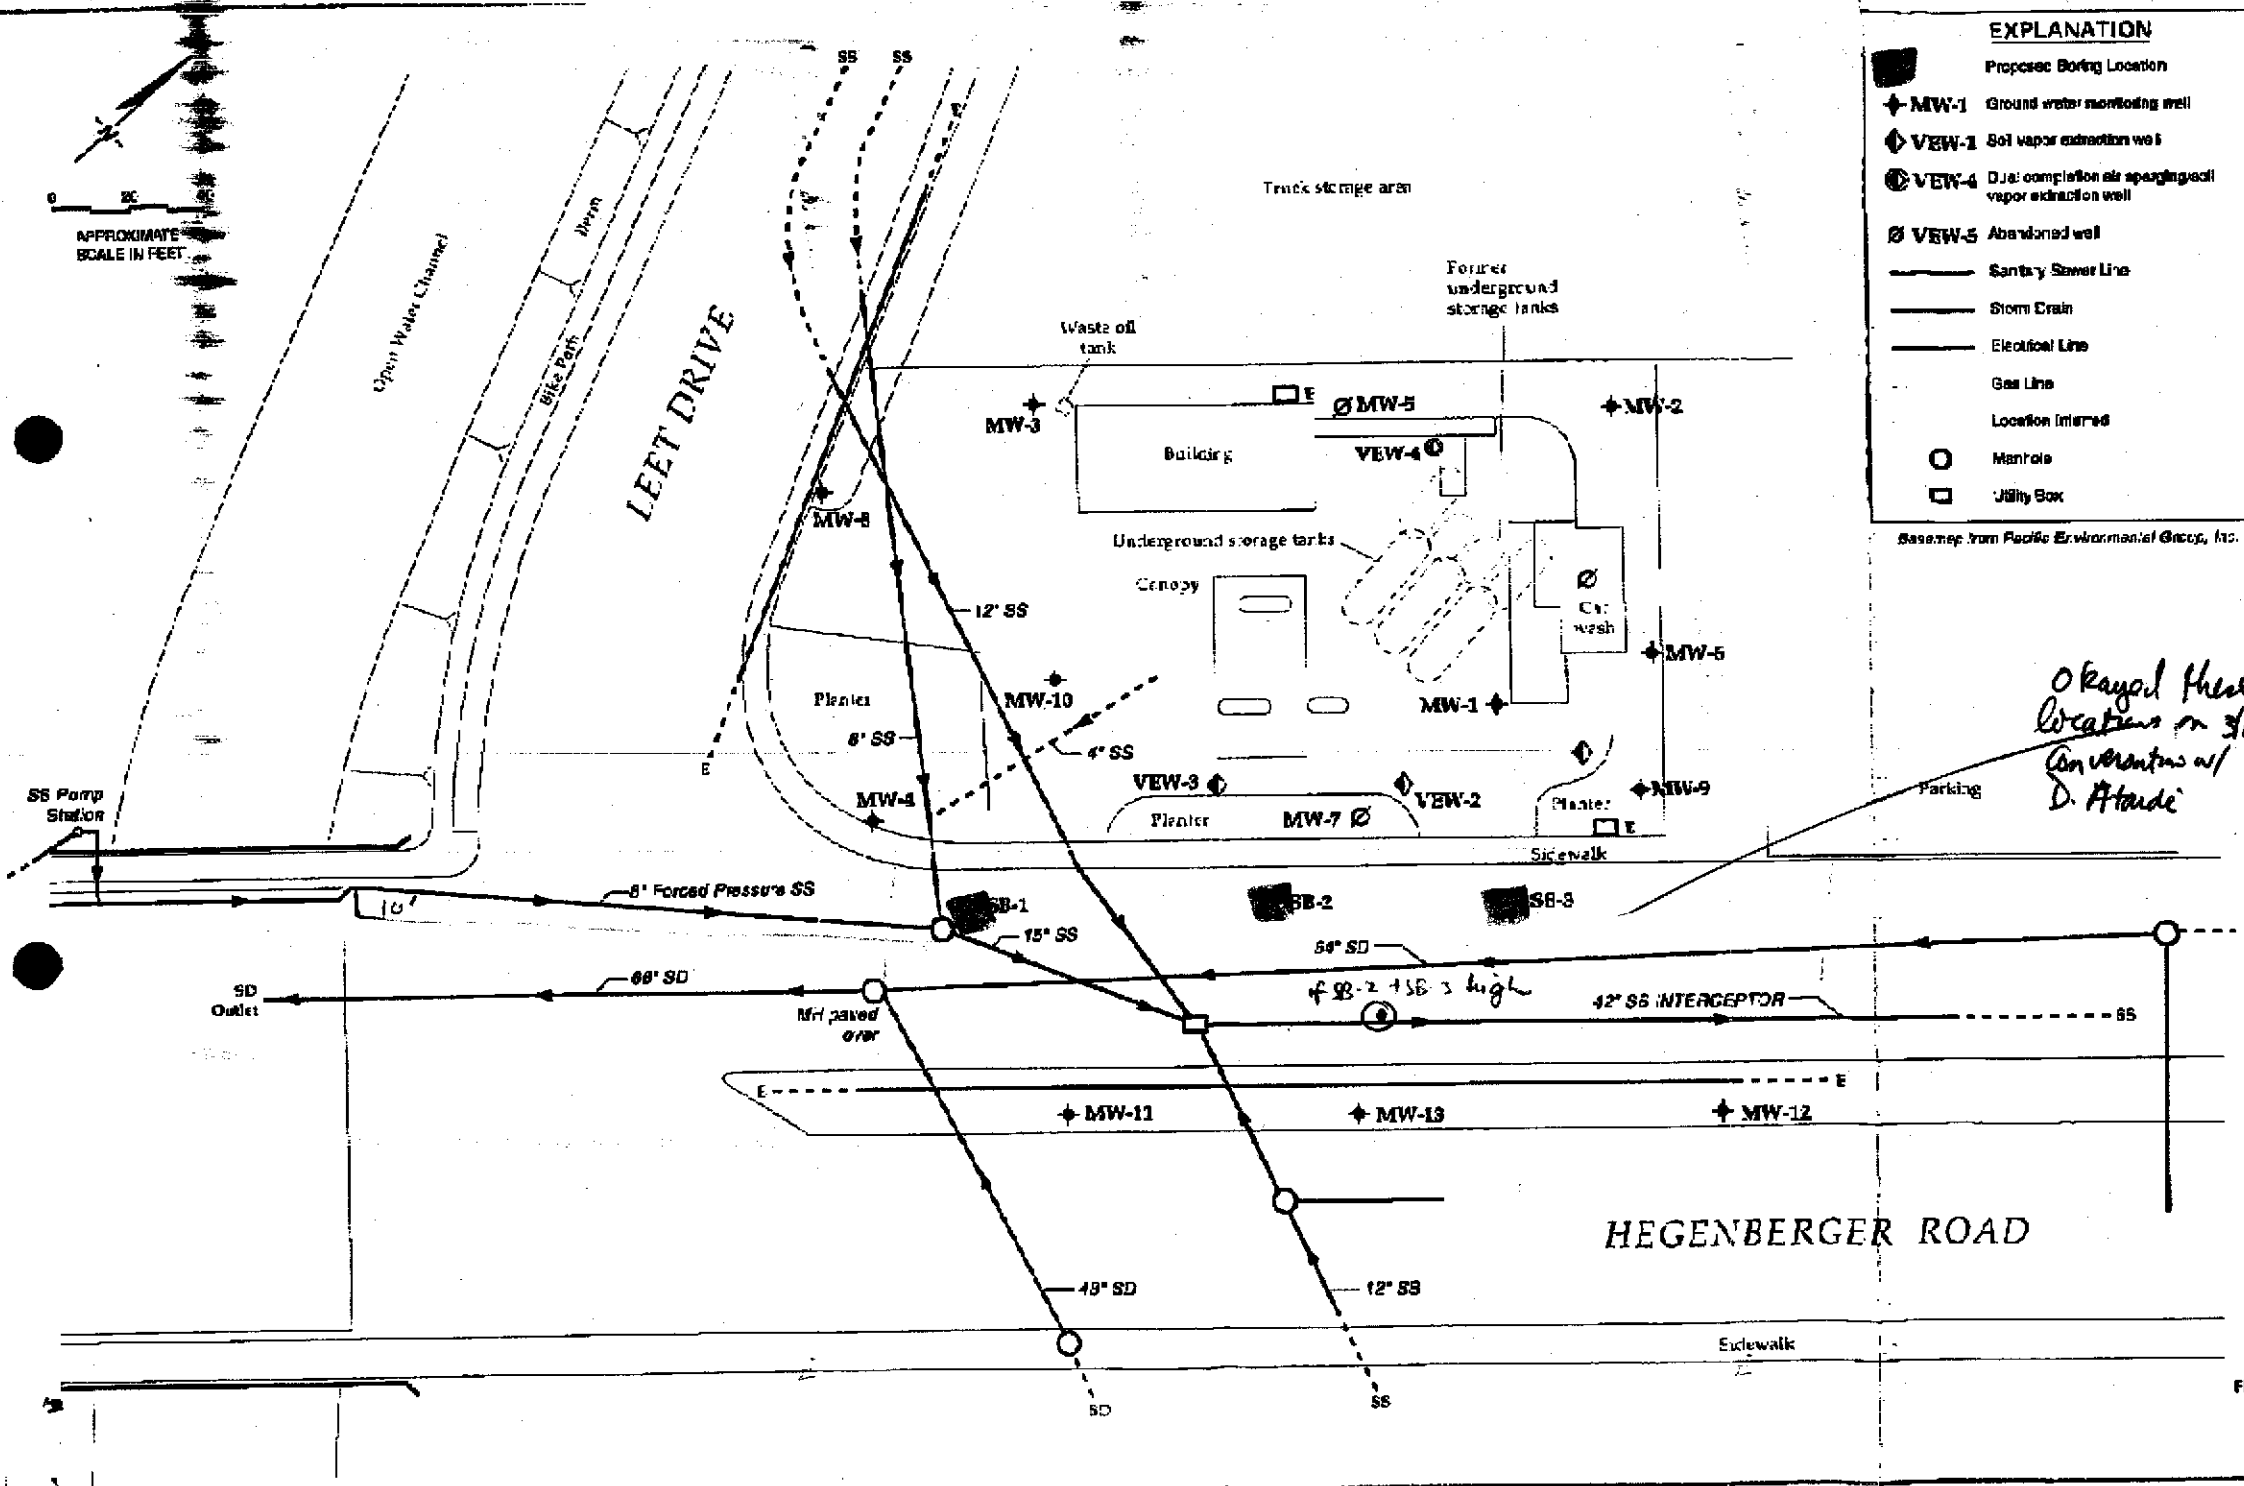 EXPLANATION
Proposed Boring Location
MW-1 Ground water monitoring well
VEW-1 Soil vapor extraction well
VEW-4 Dual completion air sparging/soil
vapor extraction well
VEW-5 Abandoned well
Sanitary Sewer Line
Storm Drain
Electrical Line
Gas Line
Location Inferred
Manhole
Utility Box
Basemap from Pacific Environmental Group, Inc.
APPROXIMATE
SCALE IN FEET
0
SS
SS
Open Water Channel
Berm
Bike Path
LEET DRIVE
Truck storage area
Former
underground
storage tanks
Waste oil
tank
MW-3
E
MW-5
MW-2
Building
VEW-4
MW-8
Underground storage tanks
Canopy
Car
wash
12" SS
MW-6
MW-10
Planter
MW-1
6" SS
4" SS
E
VEW-3
VEW-2
MW-9
MW-4
Planter
MW-7
Planter
E
Sidewalk
Parking
Okayed these
locations on
conversation w/
SS Pump
Station
8" Forced Pressure SS
10'
SB-1
SB-2
SB-3
15" SS
54" SD
66" SD
SD
Outlet
MH paved
over
if SB-2 + SB-3 high
42" SS INTERCEPTOR
SS
E
E
MW-11
MW-13
MW-12
HEGENBERGER ROAD
48" SD
12" SS
Sidewalk
SD
SS